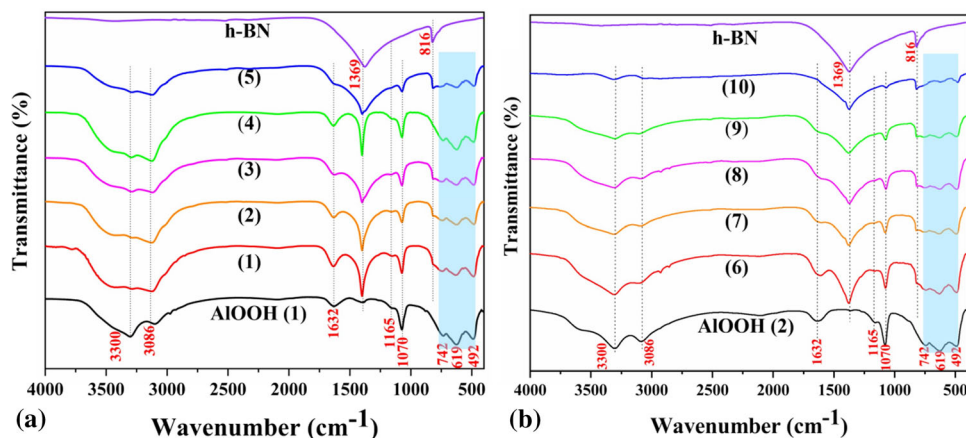 h-BN
816
1369
(5)
(4)
(3)
(2)
(1)
AlOOH (1)
3300
3086
1632
1165
1070
742
619
492
4000 3500 3000 2500 2000 1500 1000 500
Transmittance (%)
Wavenumber (cm-1)
(a)
h-BN
816
1369
(10)
(9)
(8)
(7)
(6)
AlOOH (2)
3300
3086
1632
1165
1070
742
619
492
4000 3500 3000 2500 2000 1500 1000 500
Transmittance (%)
Wavenumber (cm-1)
(b)